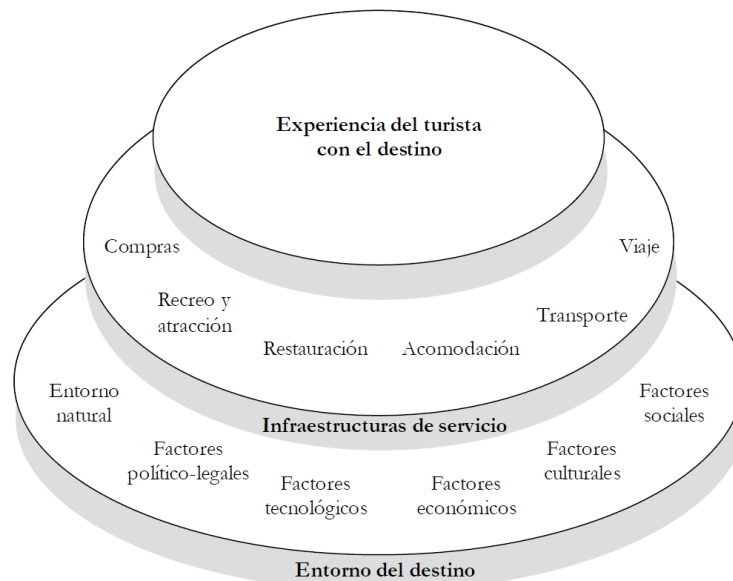 Experiencia del turista
con el destino
Compras
Viaje
Recreo y
atracción
Transporte
Restauración
Acomodación
Infraestructuras de servicio
Entorno
natural
Factores
sociales
Factores
político-legales
Factores
culturales
Factores
tecnológicos
Factores
económicos
Entorno del destino